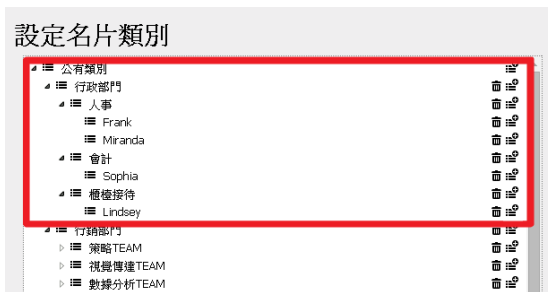 設定名片類別
公有類別
行政部門
人事
Frank
Miranda
會計
Sophia
櫃檯接待
Lindsey
行銷部門
策略TEAM
視覺傳達TEAM
數據分析TEAM